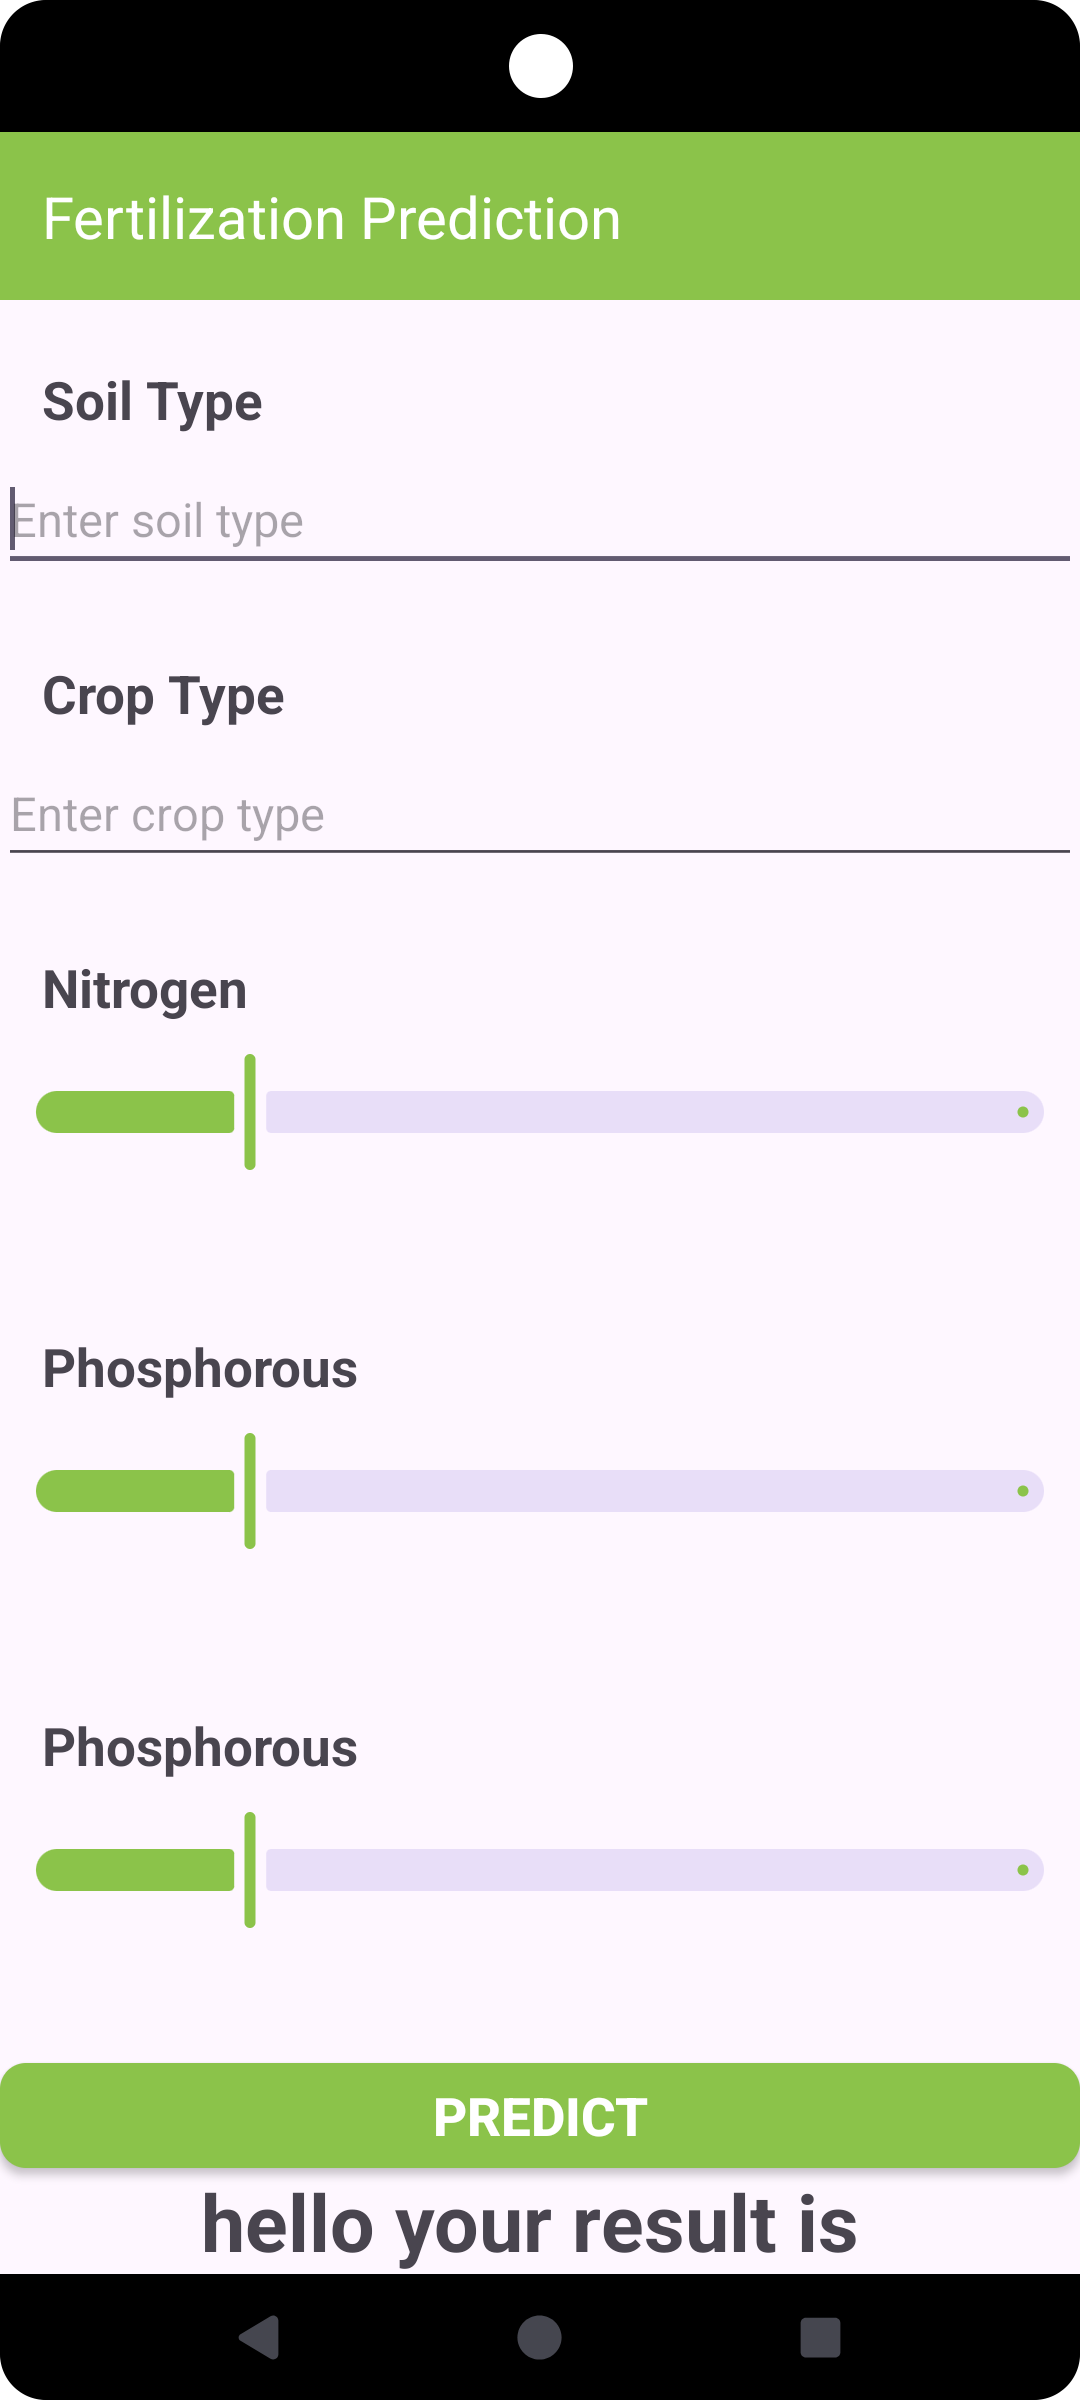 Fertilization Prediction
Soil Type
Enter soil type
Crop Type
Enter crop type
Nitrogen
Phosphorous
Phosphorous
PREDICT
hello your result is